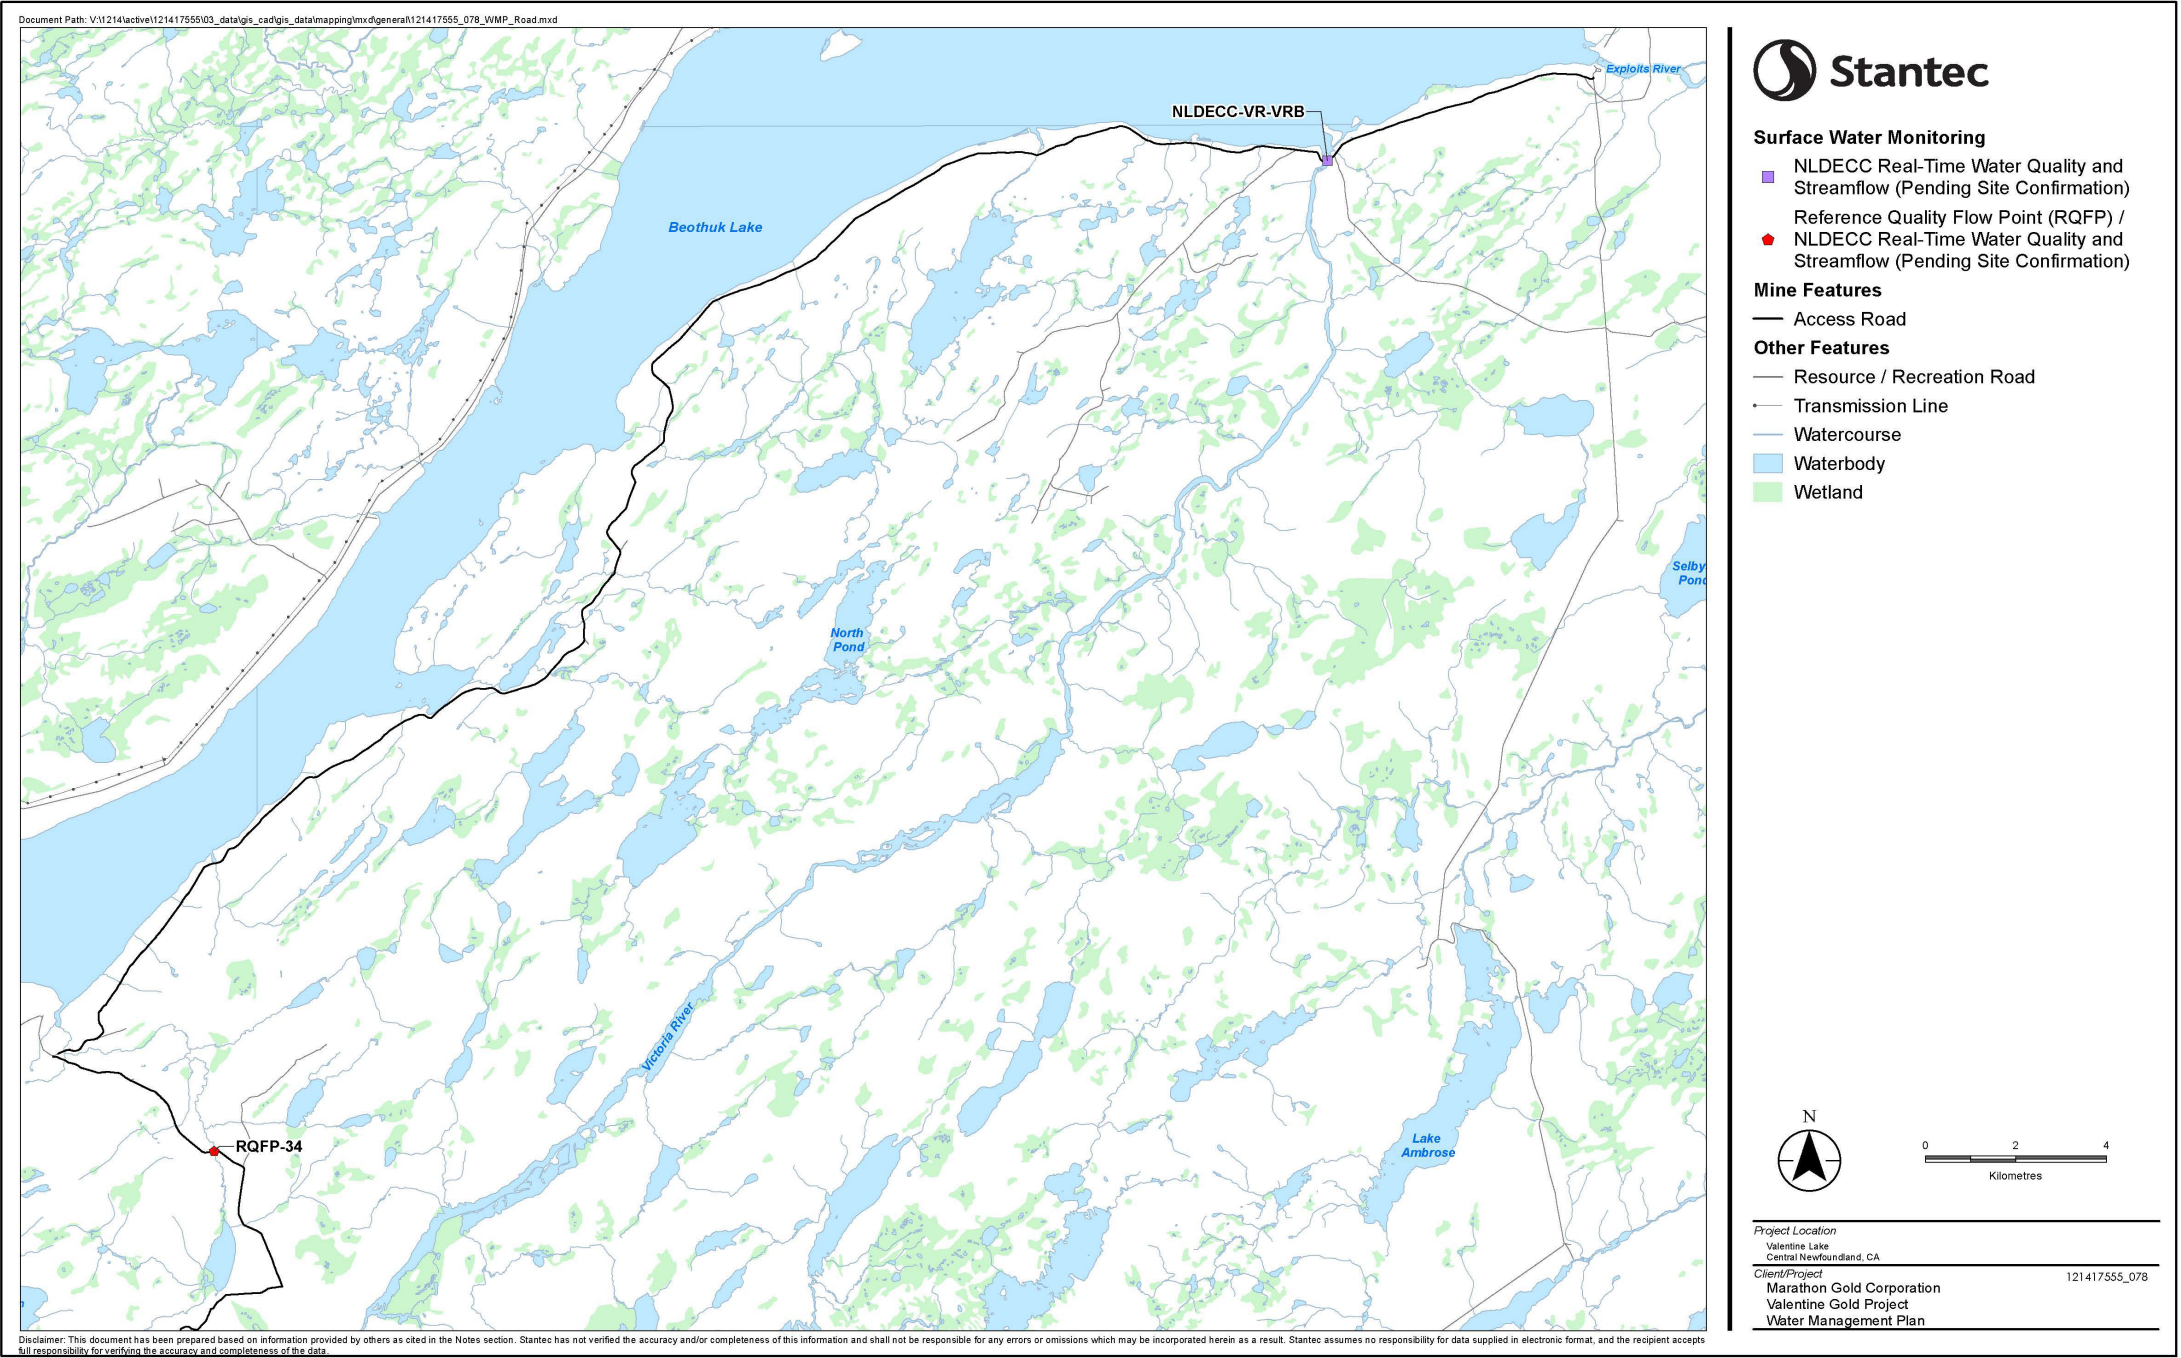 Document Path: V:\1214\active\121417555\03_data\gis_cad\gis_data\mapping\mxd\general\121417555_078_WMP_Road.mxd
Exploits River
NLDECC-VR-VRB
Beothuk Lake
Selby
Pond
North
Pond
Victoria River
Lake
Ambrose
RQFP-34
Stantec
Surface Water Monitoring
NLDECC Real-Time Water Quality and
Streamflow (Pending Site Confirmation)
Reference Quality Flow Point (RQFP) /
NLDECC Real-Time Water Quality and
Streamflow (Pending Site Confirmation)
Mine Features
Access Road
Other Features
Resource / Recreation Road
Transmission Line
Watercourse
Waterbody
Wetland
N
0 2 4
Kilometres
Project Location
Valentine Lake
Central Newfoundland, CA
Client/Project 121417555_078
Marathon Gold Corporation
Valentine Gold Project
Water Management Plan
Disclaimer: This document has been prepared based on information provided by others as cited in the Notes section. Stantec has not verified the accuracy and/or completeness of this information and shall not be responsible for any errors or omissions which may be incorporated herein as a result. Stantec assumes no responsibility for data supplied in electronic format, and the recipient accepts
full responsibility for verifying the accuracy and completeness of the data.